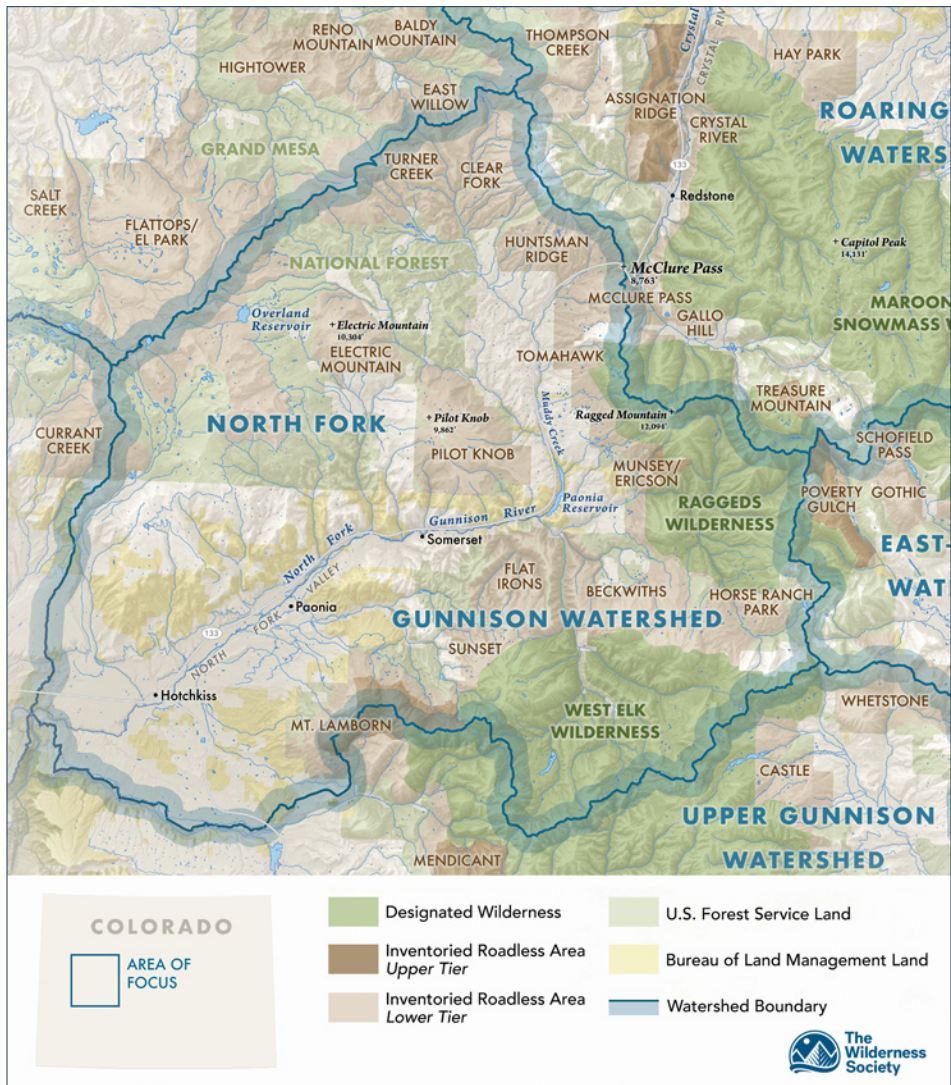 RENO
MOUNTAIN
BALDY
MOUNTAIN
THOMPSON
CREEK
Crystal
CRYSTAL RIVER
HAY PARK
HIGHTOWER
EAST
WILLOW
ASSIGNATION
RIDGE
CRYSTAL
RIVER
ROARING
WATERS
GRAND MESA
TURNER
CREEK
CLEAR
FORK
133
Redstone
SALT
CREEK
FLATTOPS/
EL PARK
HUNTSMAN
RIDGE
NATIONAL FOREST
McClure Pass
8,763'
Capitol Peak
14,131'
MCCLURE PASS
GALLO
HILL
MAROON
SNOWMASS
Overland
Reservoir
Electric Mountain
10,304'
ELECTRIC
MOUNTAIN
TOMAHAWK
TREASURE
MOUNTAIN
NORTH FORK
Pilot Knob
9,862'
PILOT KNOB
Muddy Creek
Ragged Mountain
12,094'
CURRANT
CREEK
SCHOFIELD
PASS
MUNSEY/
ERICSON
RAGGEDS
WILDERNESS
POVERTY
GULCH
GOTHIC
Paonia
Reservoir
North Fork Gunnison River
Somerset
EAST-
WAT
FLAT
IRONS
BECKWITHS
HORSE RANCH
PARK
Paonia
GUNNISON WATERSHED
133
NORTH FORK VALLEY
SUNSET
Hotchkiss
MT. LAMBORN
WEST ELK
WILDERNESS
WHETSTONE
CASTLE
UPPER GUNNISON
WATERSHED
MENDICANT
COLORADO
AREA OF
FOCUS
Designated Wilderness
Inventoried Roadless Area
Upper Tier
Inventoried Roadless Area
Lower Tier
U.S. Forest Service Land
Bureau of Land Management Land
Watershed Boundary
The
Wilderness
Society